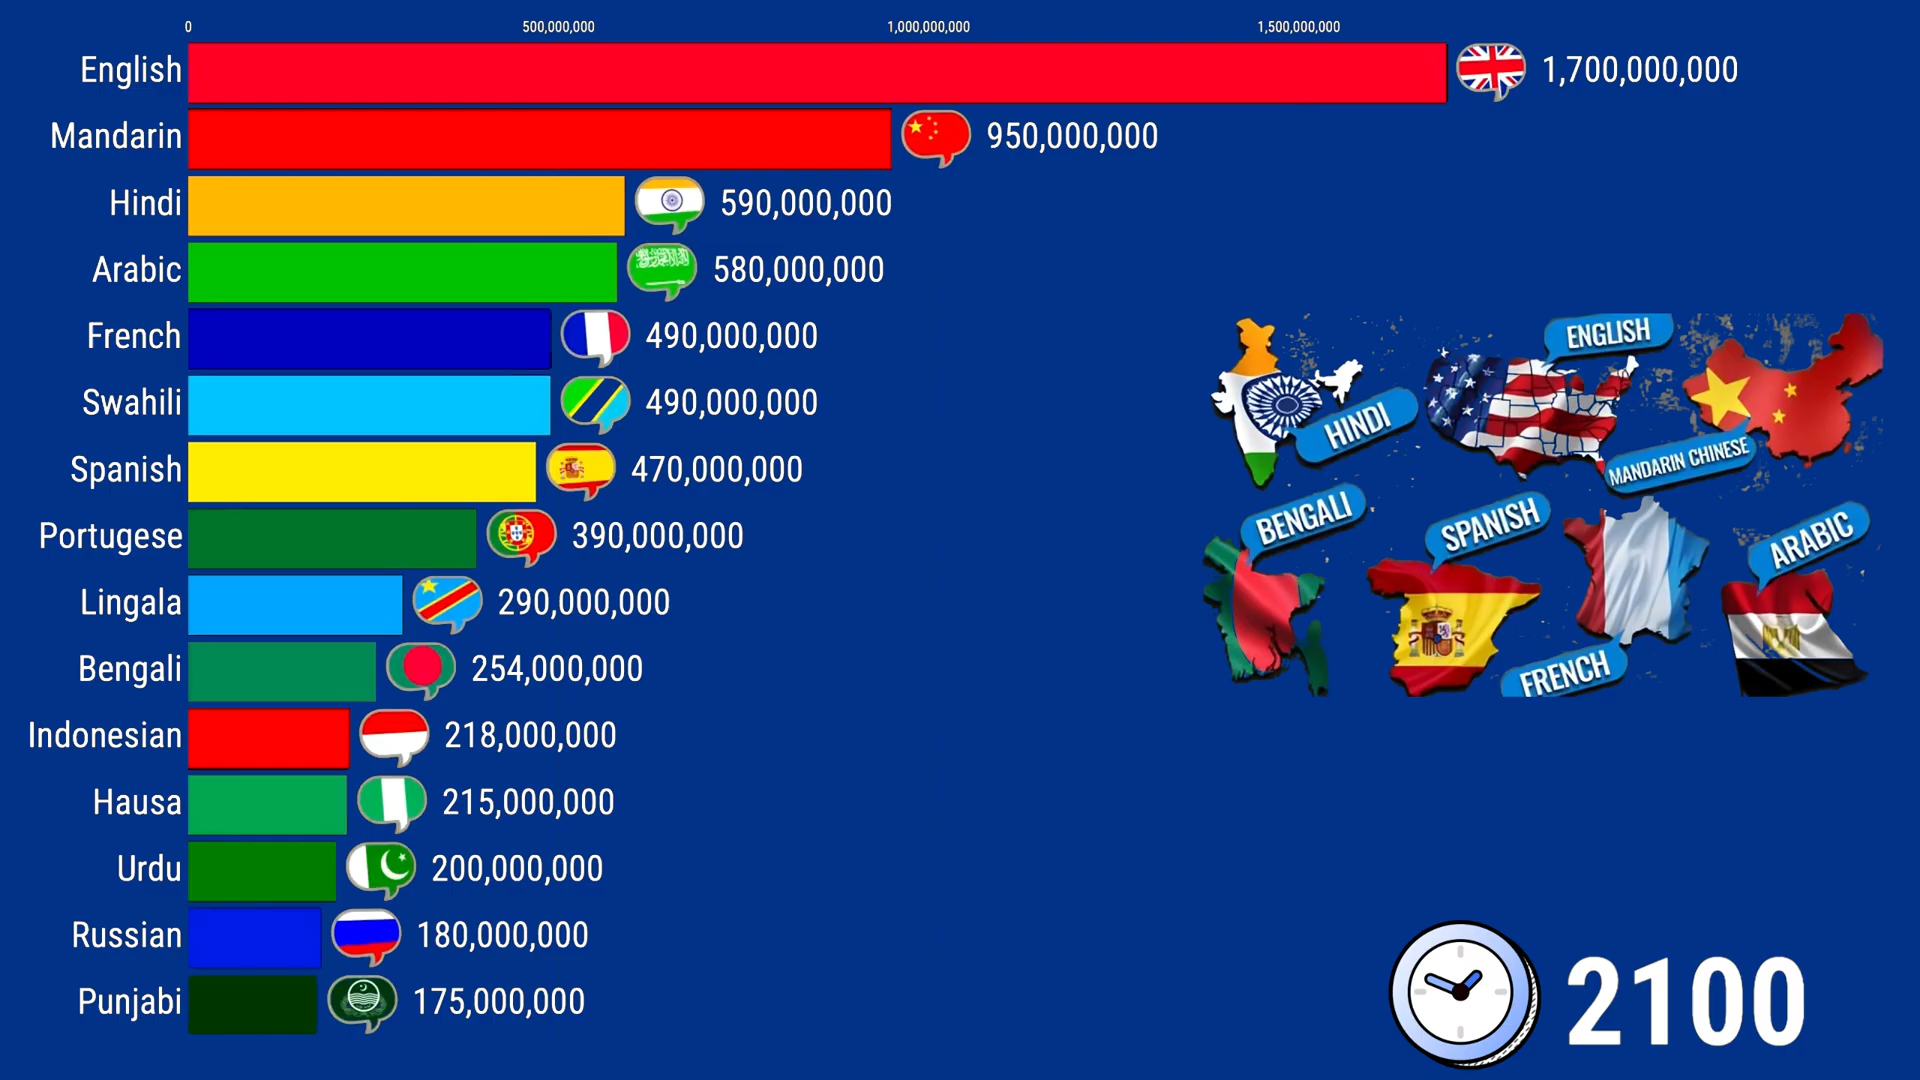 0 500,000,000 1,000,000,000 1,500,000,000
English 1,700,000,000
Mandarin 950,000,000
Hindi 590,000,000
Arabic 580,000,000
French 490,000,000
Swahili 490,000,000
Spanish 470,000,000
Portugese 390,000,000
Lingala 290,000,000
Bengali 254,000,000
Indonesian 218,000,000
Hausa 215,000,000
Urdu 200,000,000
Russian 180,000,000
Punjabi 175,000,000
ENGLISH
HINDI
MANDARIN CHINESE
BENGALI
SPANISH
ARABIC
FRENCH
2100